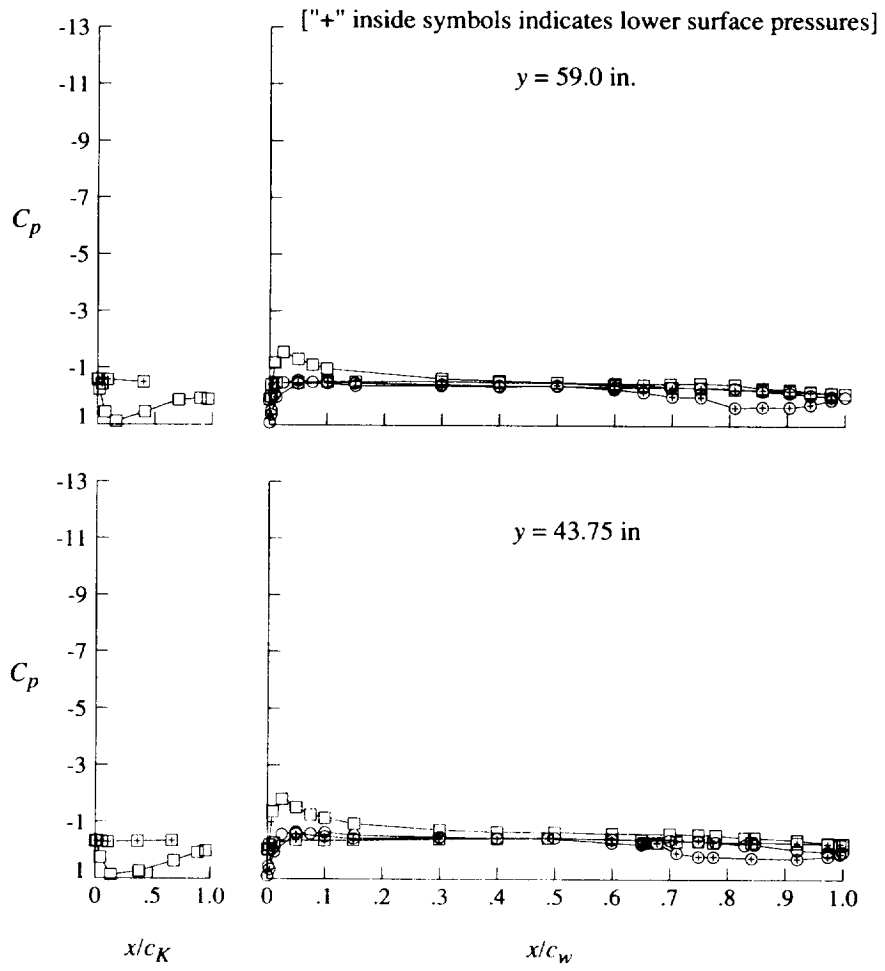 ["+" inside symbols indicates lower surface pressures]
-13
-11
-9
-7
-5
-3
-1
1
C_p
y = 59.0 in.
-13
-11
-9
-7
-5
-3
-1
1
C_p
y = 43.75 in
0 .5 1.0
0 .1 .2 .3 .4 .5 .6 .7 .8 .9 1.0
x/c_K
x/c_w